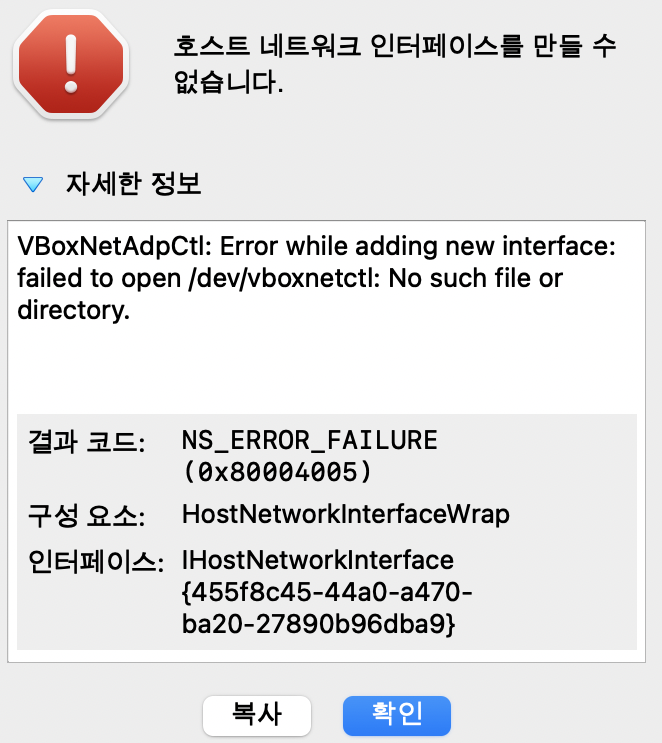 호스트 네트워크 인터페이스를 만들 수
없습니다.
자세한 정보
VBoxNetAdpCtl: Error while adding new interface:
failed to open /dev/vboxnetctl: No such file or
directory.
결과 코드: NS_ERROR_FAILURE
(0x80004005)
구성 요소: HostNetworkInterfaceWrap
인터페이스: IHostNetworkInterface
{455f8c45-44a0-a470-
ba20-27890b96dba9}
복사 확인